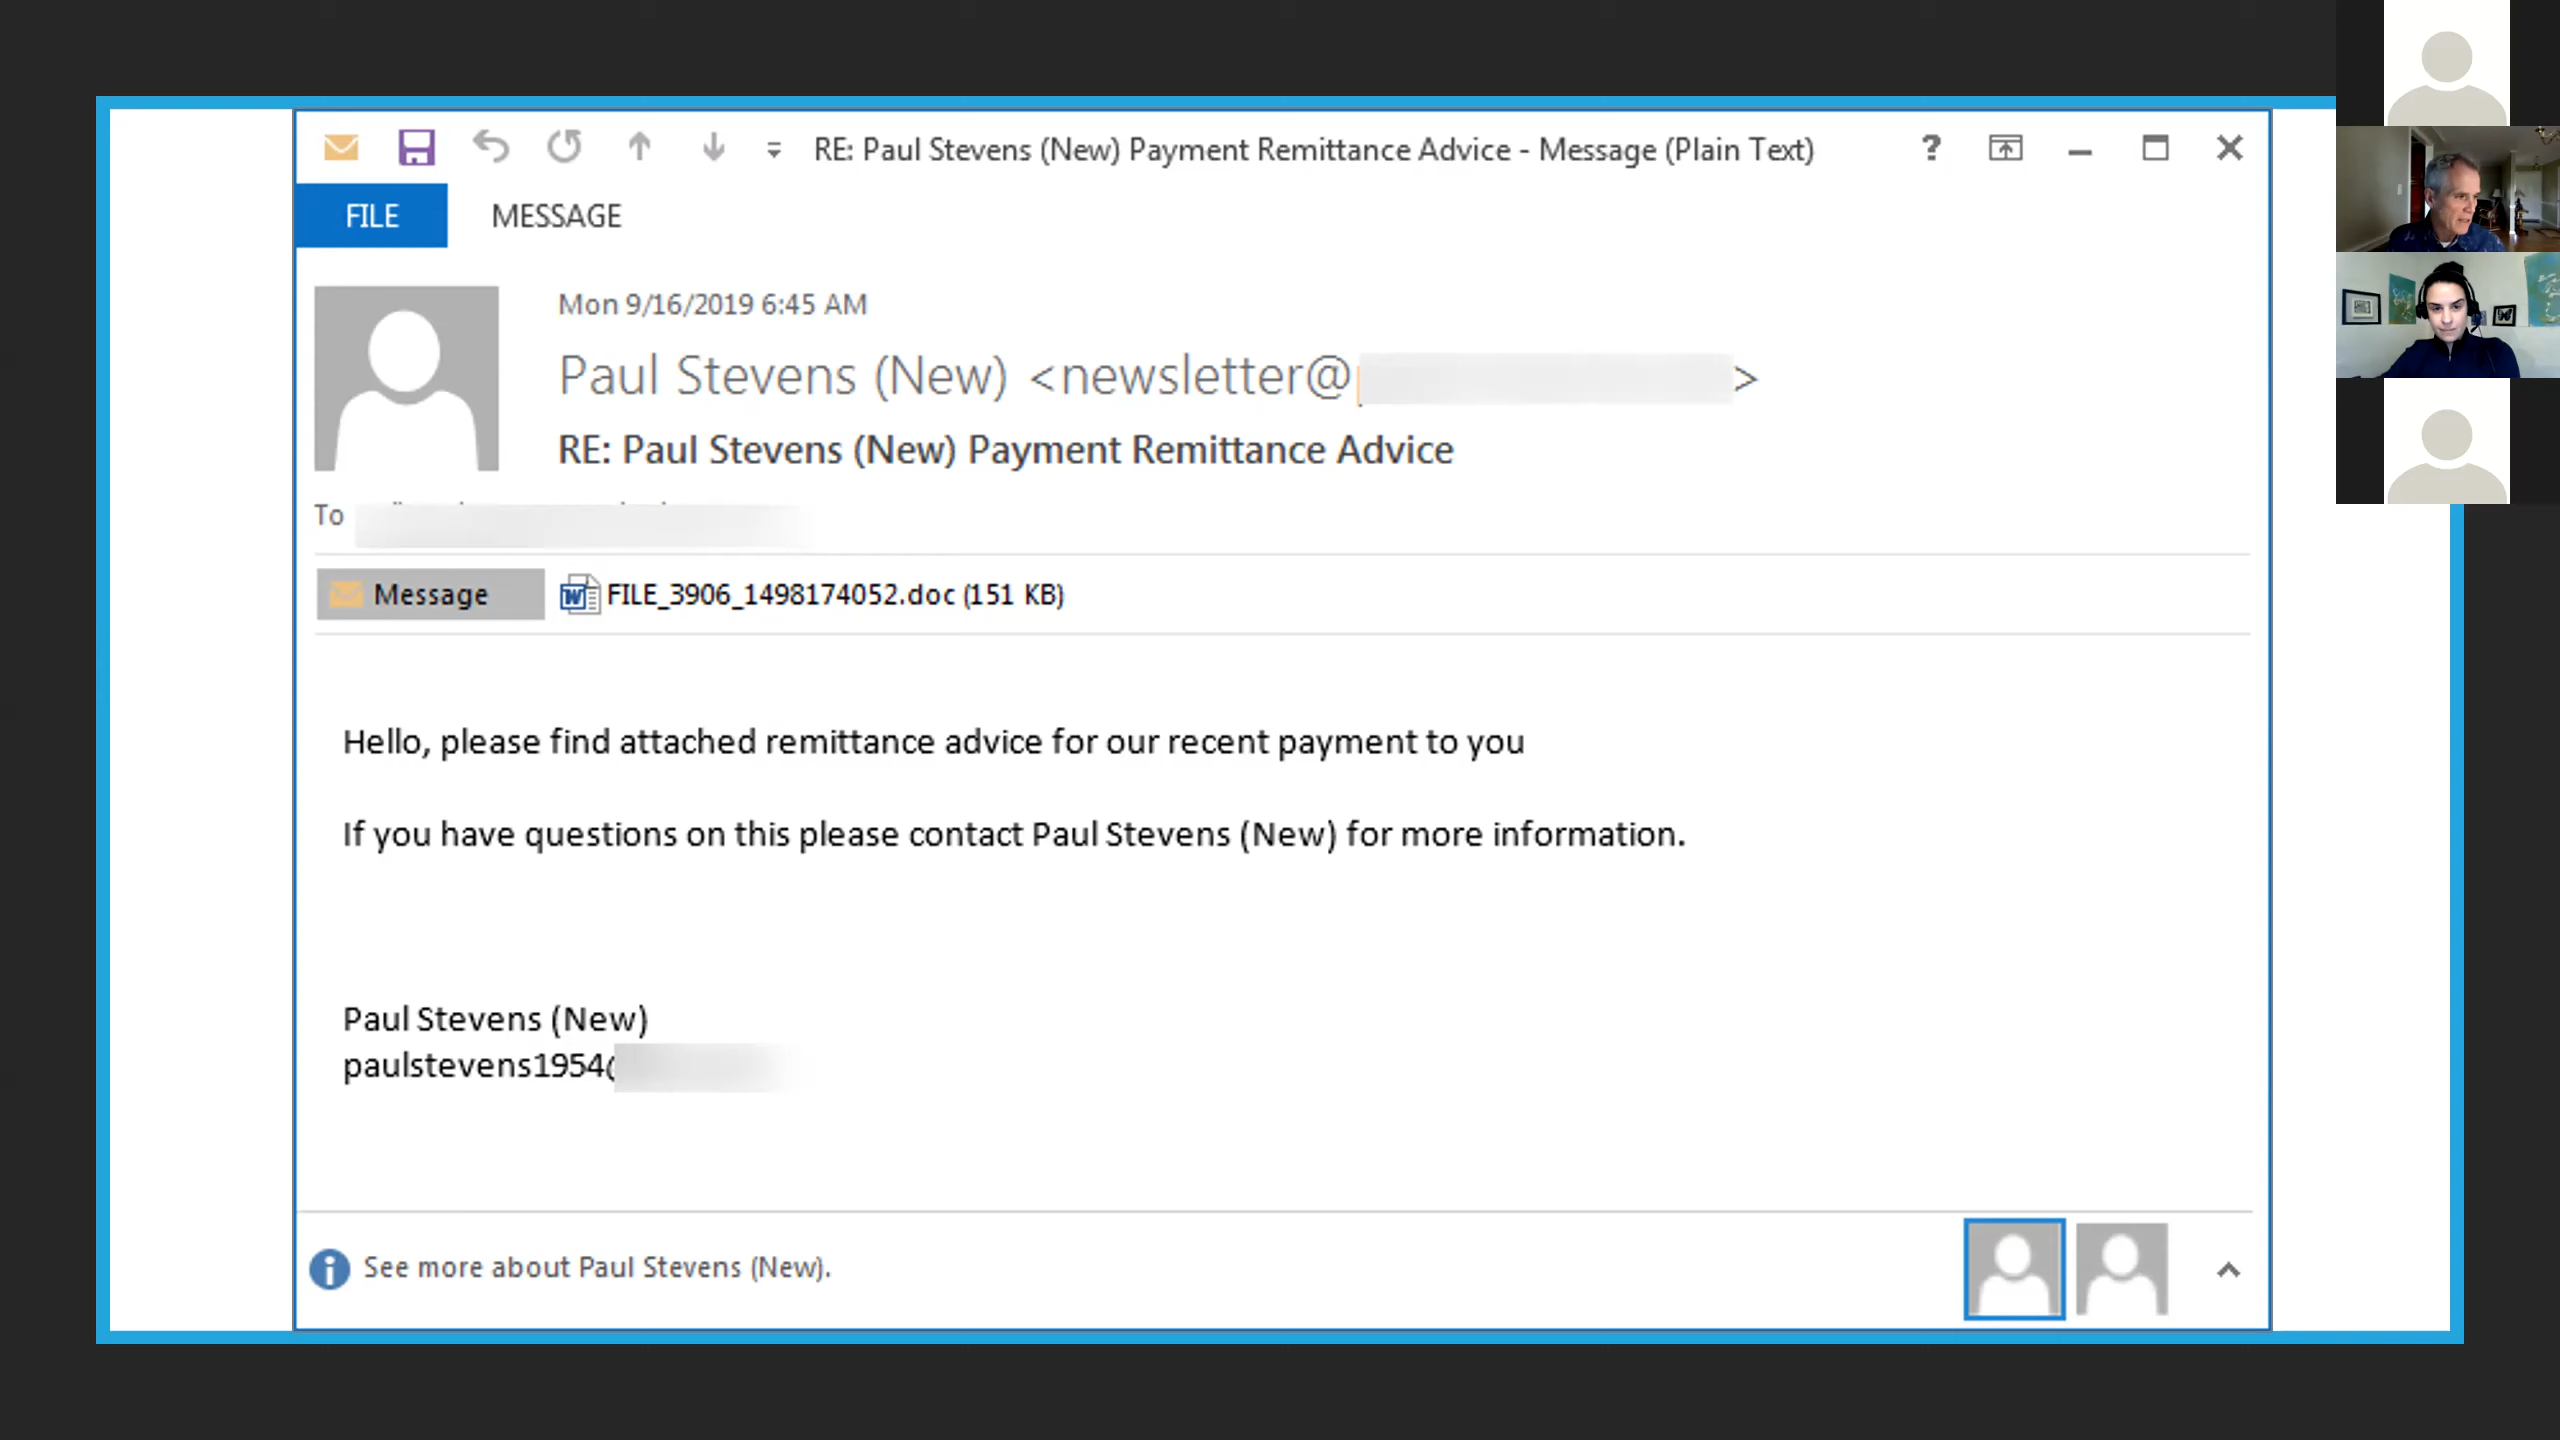 RE: Paul Stevens (New) Payment Remittance Advice - Message (Plain Text)
FILE MESSAGE
Mon 9/16/2019 6:45 AM
Paul Stevens (New) <newsletter@ >
RE: Paul Stevens (New) Payment Remittance Advice
To
Message FILE_3906_1498174052.doc (151 KB)
Hello, please find attached remittance advice for our recent payment to you
If you have questions on this please contact Paul Stevens (New) for more information.
Paul Stevens (New)
paulstevens1954@
See more about Paul Stevens (New).